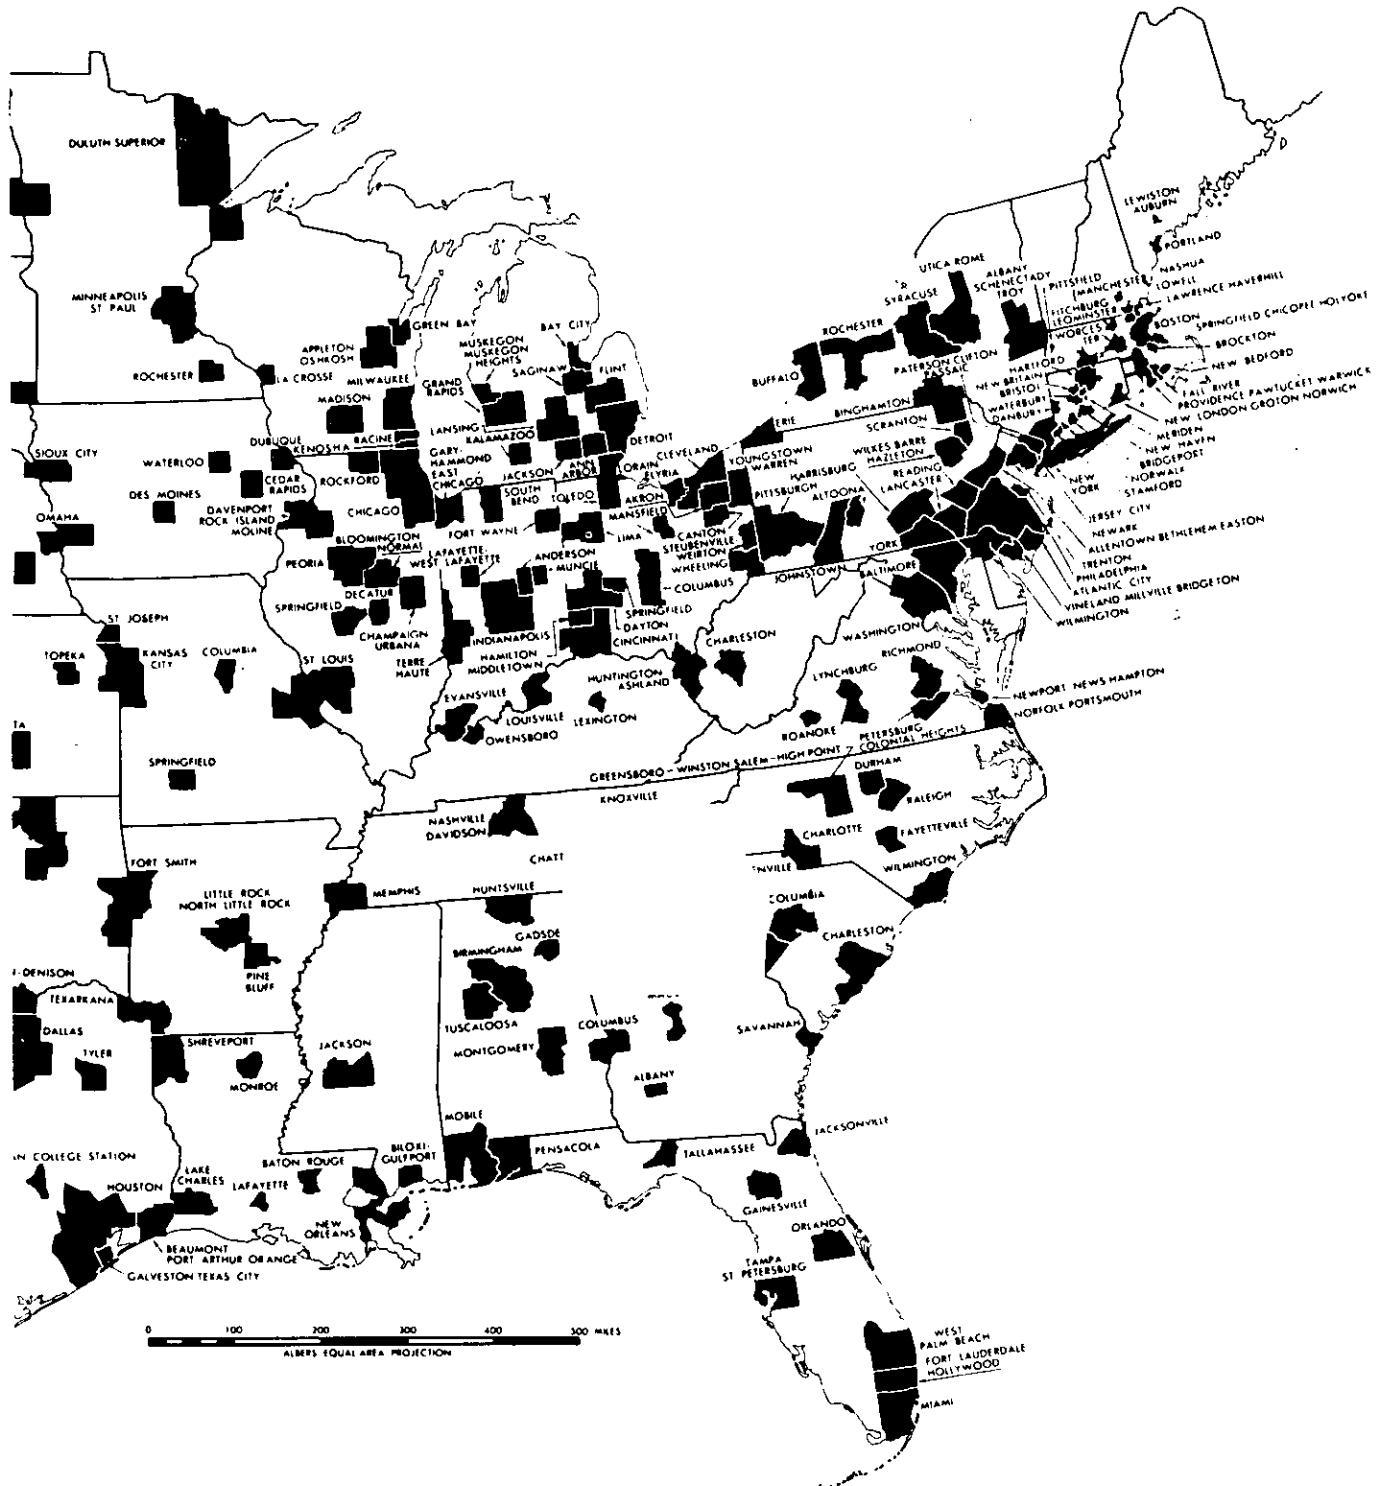 DULUTH SUPERIOR
LEWISTON
AUBURN
PORTLAND
UTICA ROME
ALBANY
SCHENECTADY
TROY
PITTSFIELD
MANCHESTER
NASHUA
LOWELL
LAWRENCE HAVERHILL
FITCHBURG
LEOMINSTER
WORCES
TER
BOSTON
SPRINGFIELD CHICOPEE HOLYOKE
BROCKTON
NEW BEDFORD
FALL
RIVER
PROVIDENCE PAWTUCKET WARWICK
NEW LONDON GROTON NORWICH
MERIDEN
NEW
HAVEN
BRIDGEPORT
NORWALK
STAMFORD
HARTFORD
NEW BRITAIN
BRISTOL
WATERBURY
DANBURY
SYRACUSE
ROCHESTER
BUFFALO
PATERSON CLIFTON
PASSAIC
BINGHAMTON
SCRANTON
WILKES BARRE
HAZLETON
ERIE
NEW
YORK
JERSEY CITY
NEWARK
ALLENTOWN BETHLEHEM EASTON
TRENTON
PHILADELPHIA
ATLANTIC CITY
VINELAND MILLVILLE BRIDGETON
WILMINGTON
HARRISBURG
READING
LANCASTER
YORK
ALTOONA
PITTSBURGH
JOHNSTOWN
BALTIMORE
WASHINGTON
MINNEAPOLIS
ST PAUL
ROCHESTER
LA CROSSE
GREEN BAY
APPLETON
OSHKOSH
MILWAUKEE
MADISON
RACINE
KENOSHA
MUSKEGON
MUSKEGON
HEIGHTS
BAY CITY
SAGINAW
FLINT
GRAND
RAPIDS
LANSING
KALAMAZOO
JACKSON
ANN
ARBOR
DETROIT
GARY-
HAMMOND
EAST
CHICAGO
SOUTH
BEND
TOLEDO
LORAIN
ELYRIA
CLEVELAND
YOUNGSTOWN
WARREN
AKRON
MANSFIELD
CANTON
STEUBENVILLE
WEIRTON
WHEELING
LIMA
COLUMBUS
SPRINGFIELD
DAYTON
CINCINNATI
HAMILTON
MIDDLETOWN
SIOUX CITY
DUBUQUE
WATERLOO
CEDAR
RAPIDS
DES MOINES
DAVENPORT
ROCK ISLAND
MOLINE
OMAHA
ROCKFORD
CHICAGO
BLOOMINGTON
NORMAL
PEORIA
DECATUR
SPRINGFIELD
CHAMPAIGN
URBANA
FORT WAYNE
LAFAYETTE
WEST LAFAYETTE
ANDERSON
MUNCIE
INDIANAPOLIS
TERRE
HAUTE
ST JOSEPH
TOPEKA
KANSAS
CITY
COLUMBIA
ST LOUIS
EVANSVILLE
LOUISVILLE
OWENSBORO
LEXINGTON
HUNTINGTON
ASHLAND
CHARLESTON
LYNCHBURG
RICHMOND
ROANOKE
PETERSBURG
COLONIAL HEIGHTS
NEWPORT NEWS HAMPTON
NORFOLK PORTSMOUTH
TA
SPRINGFIELD
GREENSBORO - WINSTON SALEM - HIGH POINT
KNOXVILLE
NASHVILLE
DAVIDSON
CHATT
DURHAM
RALEIGH
CHARLOTTE
FAYETTEVILLE
WILMINGTON
NVILLE
COLUMBIA
CHARLESTON
FORT SMITH
LITTLE ROCK
NORTH LITTLE ROCK
PINE
BLUFF
MEMPHIS
HUNTSVILLE
GADSDE
BIRMINGHAM
TUSCALOOSA
MONTGOMERY
COLUMBUS
ALBANY
SAVANNAH
-DENISON
TEXARKANA
DALLAS
TYLER
SHREVEPORT
MONROE
JACKSON
MOBILE
PENSACOLA
TALLAHASSEE
JACKSONVILLE
AN COLLEGE STATION
HOUSTON
LAKE
CHARLES
LAFAYETTE
BATON ROUGE
BILOXI-
GULFPORT
NEW
ORLEANS
BEAUMONT
PORT ARTHUR ORANGE
GALVESTON TEXAS CITY
GAINESVILLE
ORLANDO
TAMPA
ST PETERSBURG
WEST
PALM BEACH
FORT LAUDERDALE
HOLLYWOOD
MIAMI
0 100 200 300 400 500 MILES
ALBERS EQUAL AREA PROJECTION